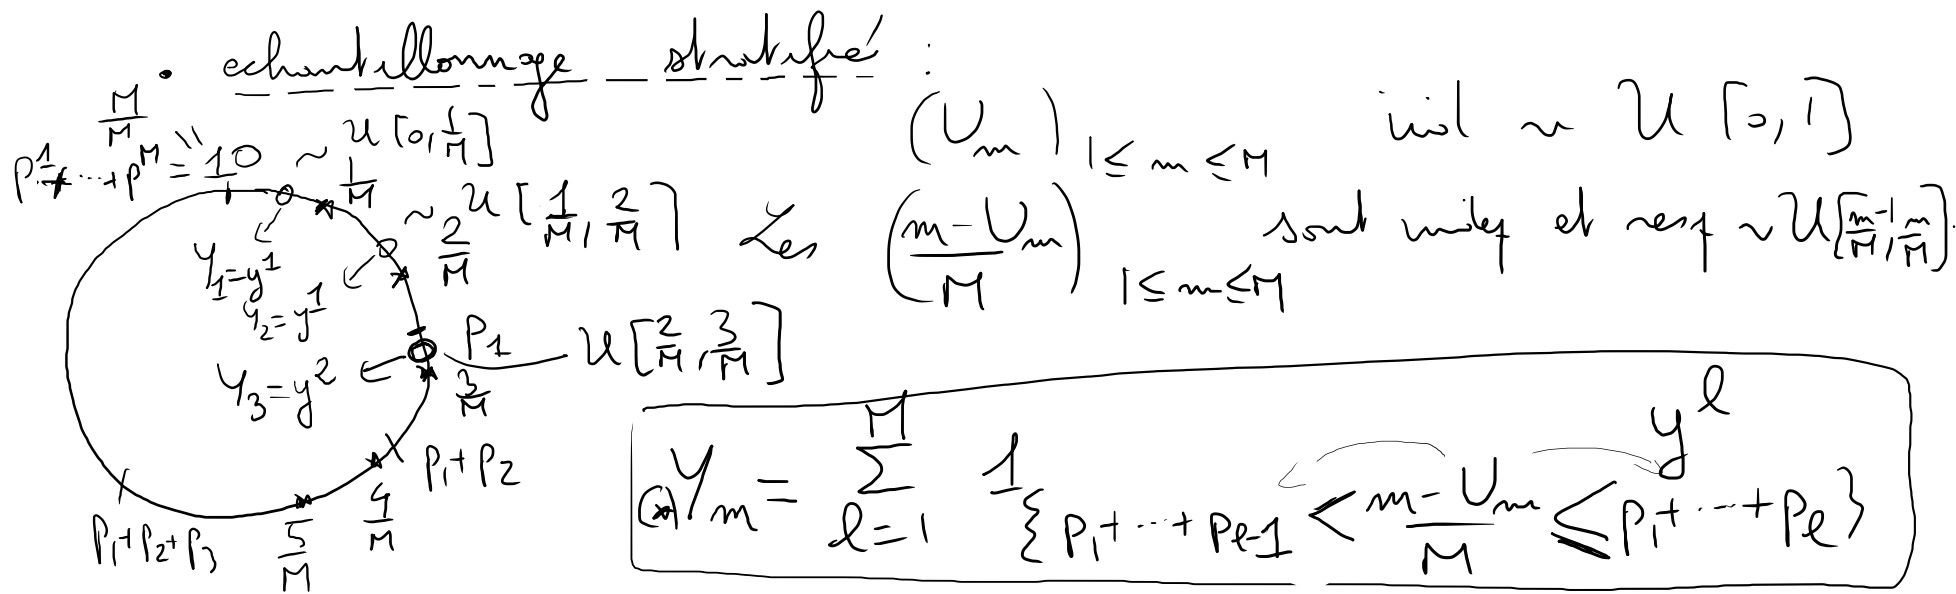 • echantillonnage stratifié :
(U_m)_{1≤m≤M} iid ~ U[0,1]
Les ((m-U_m)/M)_{1≤m≤M} sont indep et resp ~ U[(m-1)/M, m/M].
M/M
p^1+...+p^M = 1 0 ~ U[0, 1/M]
1/M
~ U[1/M, 2/M]
2/M
Y_1=y^1
Y_2=y^1
p_1 U[2/M, 3/M]
Y_3=y^2
3/M
p_1+p_2
4/M
5/M
p_1+p_2+p_3
(*) Y_m = Σ_{l=1}^{M} 1_{{p_1+...+p_{l-1} < (m-U_m)/M ≤ p_1+...+p_l}} y^l